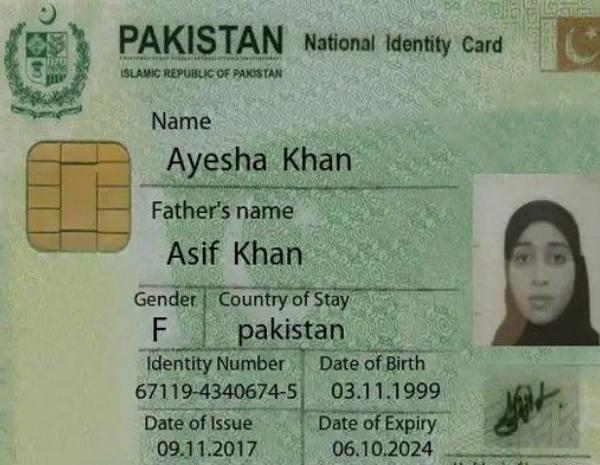 PAKISTAN National Identity Card
ISLAMIC REPUBLIC OF PAKISTAN
Name
Ayesha Khan
Father's name
Asif Khan
Gender Country of Stay
F pakistan
Identity Number Date of Birth
67119-4340674-5 03.11.1999
Date of Issue Date of Expiry
09.11.2017 06.10.2024